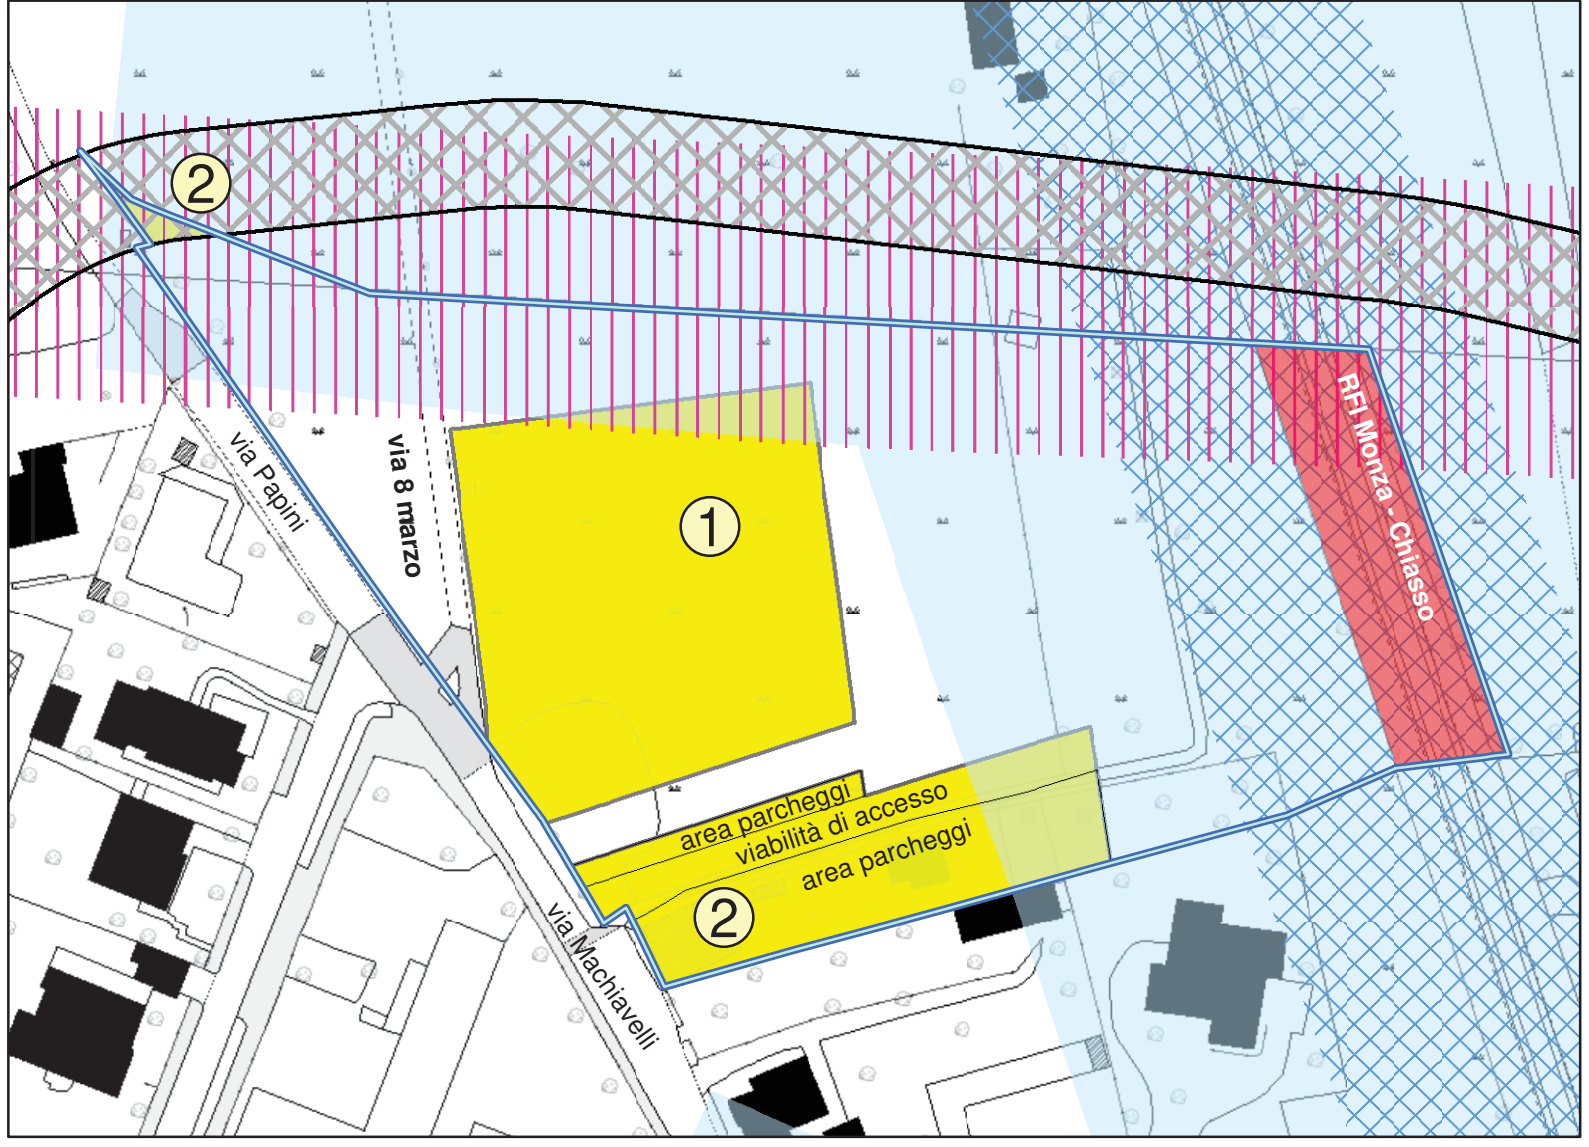 2
via Papini
via 8 marzo
1
RFI Monza - Chiasso
area parcheggi
viabilità di accesso
area parcheggi
2
via Machiavelli